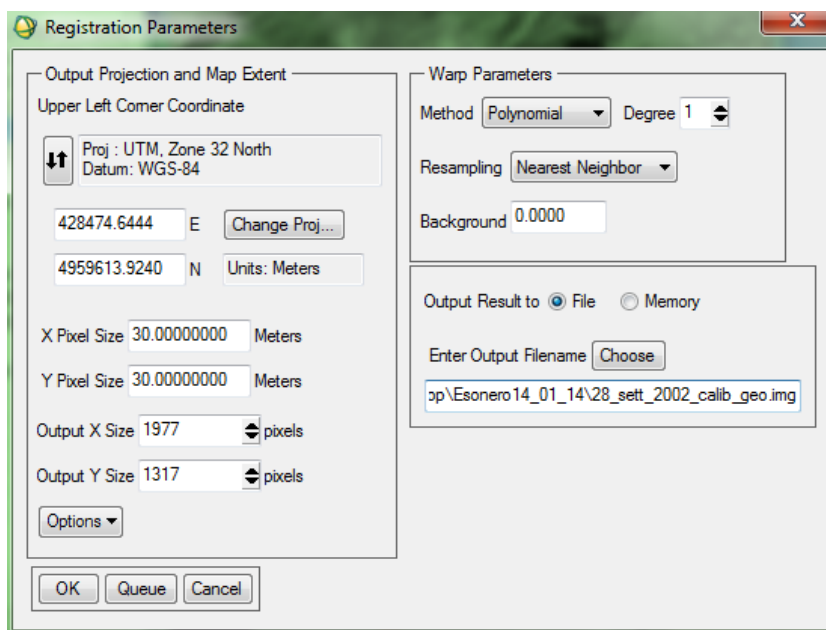 Registration Parameters
Output Projection and Map Extent
Upper Left Corner Coordinate
Proj : UTM, Zone 32 North
Datum: WGS-84
428474.6444 E Change Proj...
4959613.9240 N Units: Meters
X Pixel Size 30.00000000 Meters
Y Pixel Size 30.00000000 Meters
Output X Size 1977 pixels
Output Y Size 1317 pixels
Options
OK Queue Cancel
Warp Parameters
Method Polynomial Degree 1
Resampling Nearest Neighbor
Background 0.0000
Output Result to File Memory
Enter Output Filename Choose
op\Esonero14_01_14\28_sett_2002_calib_geo.img